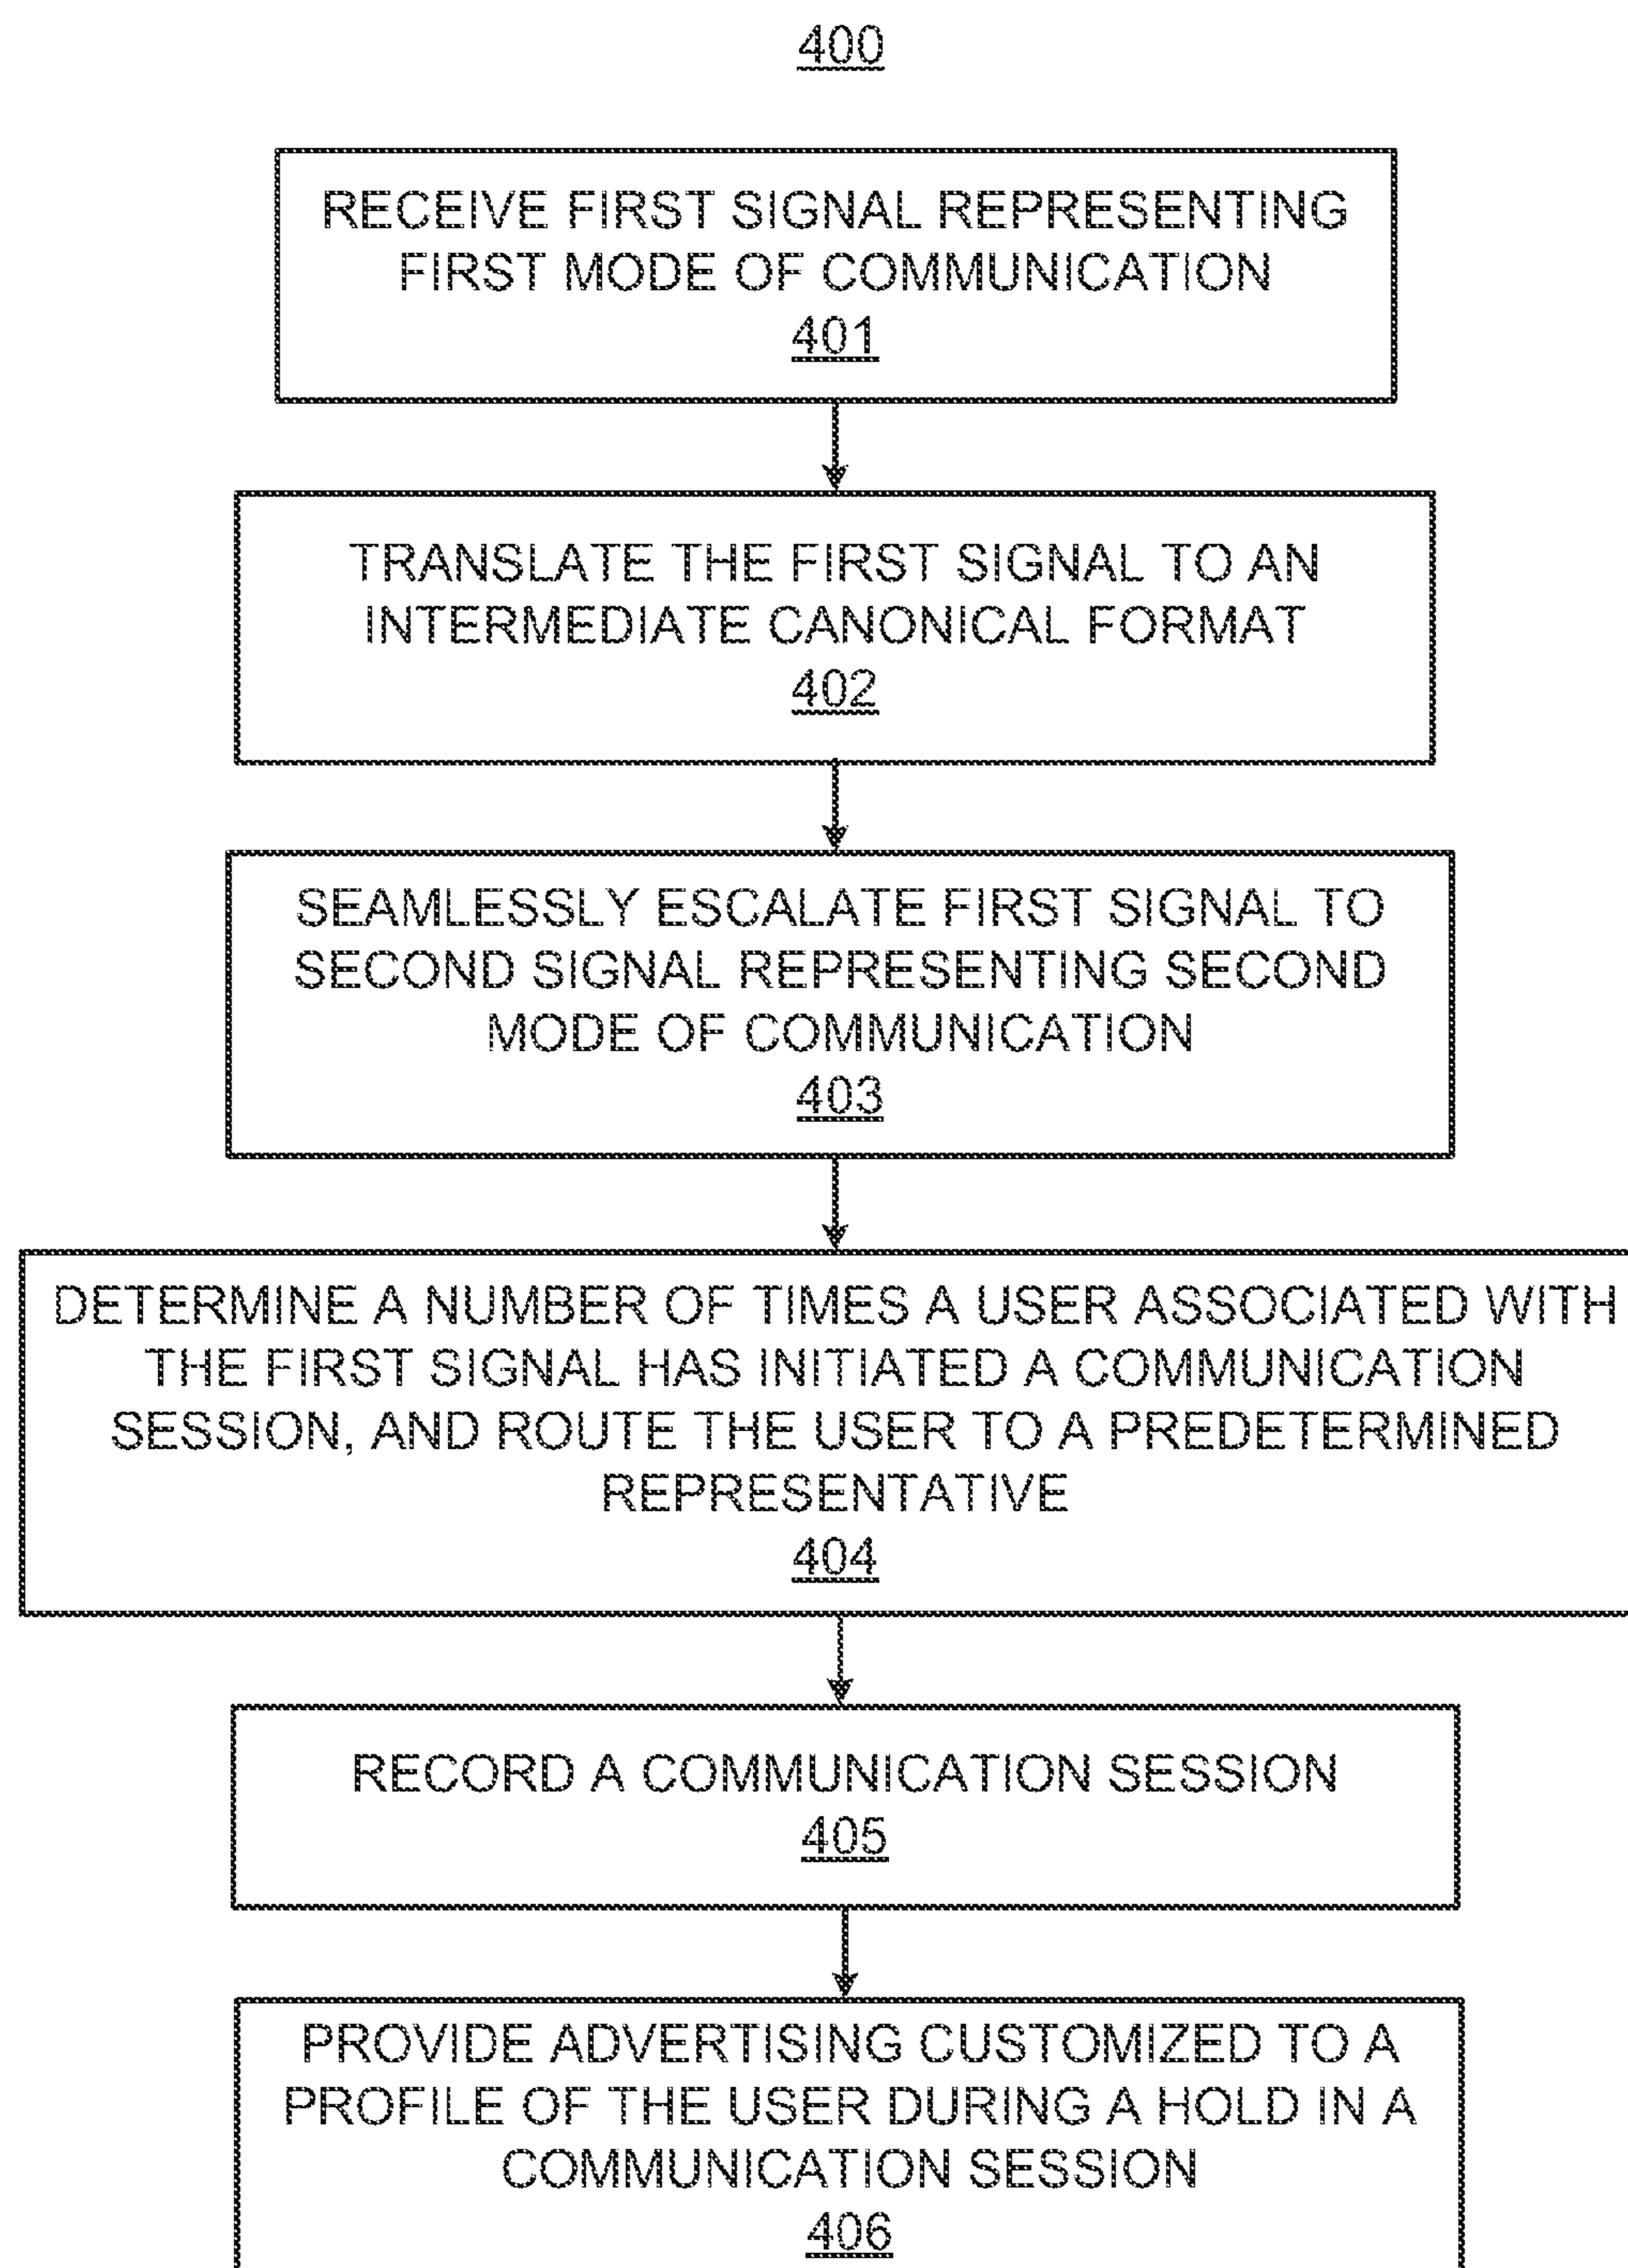 400
RECEIVE FIRST SIGNAL REPRESENTING
FIRST MODE OF COMMUNICATION
401
TRANSLATE THE FIRST SIGNAL TO AN
INTERMEDIATE CANONICAL FORMAT
402
SEAMLESSLY ESCALATE FIRST SIGNAL TO
SECOND SIGNAL REPRESENTING SECOND
MODE OF COMMUNICATION
403
DETERMINE A NUMBER OF TIMES A USER ASSOCIATED WITH
THE FIRST SIGNAL HAS INITIATED A COMMUNICATION
SESSION, AND ROUTE THE USER TO A PREDETERMINED
REPRESENTATIVE
404
RECORD A COMMUNICATION SESSION
405
PROVIDE ADVERTISING CUSTOMIZED TO A
PROFILE OF THE USER DURING A HOLD IN A
COMMUNICATION SESSION
406